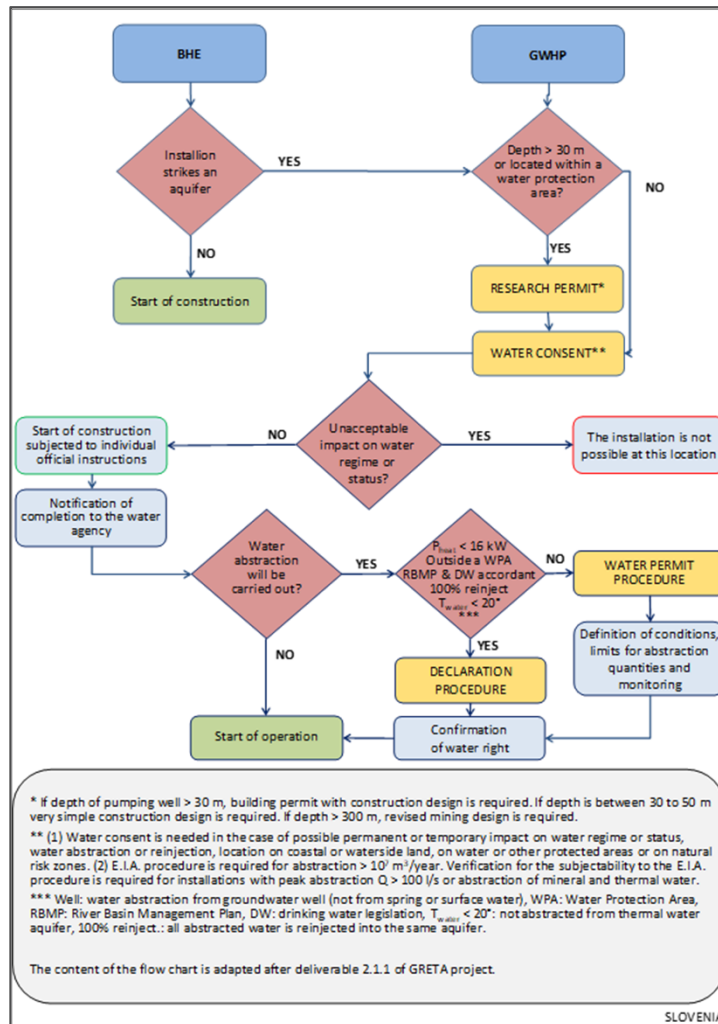 BHE
GWHP
Installion
strikes an
aquifer
YES
Depth > 30 m
or located within a
water protection
area?
NO
YES
NO
Start of construction
RESEARCH PERMIT*
WATER CONSENT**
Unacceptable
impact on water
regime or
status?
NO
YES
Start of construction
subjected to individual
official instructions
The installation is not
possible at this location
Notification of
completion to the water
agency
Water
abstraction
will be
carried out?
YES
P_heat < 16 kW
Outside a WPA
RBMP & DW accordant
100% reinject
T_water < 20°
***
NO
WATER PERMIT
PROCEDURE
YES
NO
Definition of conditions,
limits for abstraction
quantities and
monitoring
DECLARATION
PROCEDURE
Start of operation
Confirmation
of water right
* If depth of pumping well > 30 m, building permit with construction design is required. If depth is between 30 to 50 m
very simple construction design is required. If depth > 300 m, revised mining design is required.
** (1) Water consent is needed in the case of possible permanent or temporary impact on water regime or status,
water abstraction or reinjection, location on coastal or waterside land, on water or other protected areas or on natural
risk zones. (2) E.I.A. procedure is required for abstraction > 10⁷ m³/year. Verification for the subjectability to the E.I.A.
procedure is required for installations with peak abstraction Q > 100 l/s or abstraction of mineral and thermal water.
*** Well: water abstraction from groundwater well (not from spring or surface water), WPA: Water Protection Area,
RBMP: River Basin Management Plan, DW: drinking water legislation, T_water < 20°: not abstracted from thermal water
aquifer, 100% reinject.: all abstracted water is reinjected into the same aquifer.
The content of the flow chart is adapted after deliverable 2.1.1 of GRETA project.
SLOVENIA